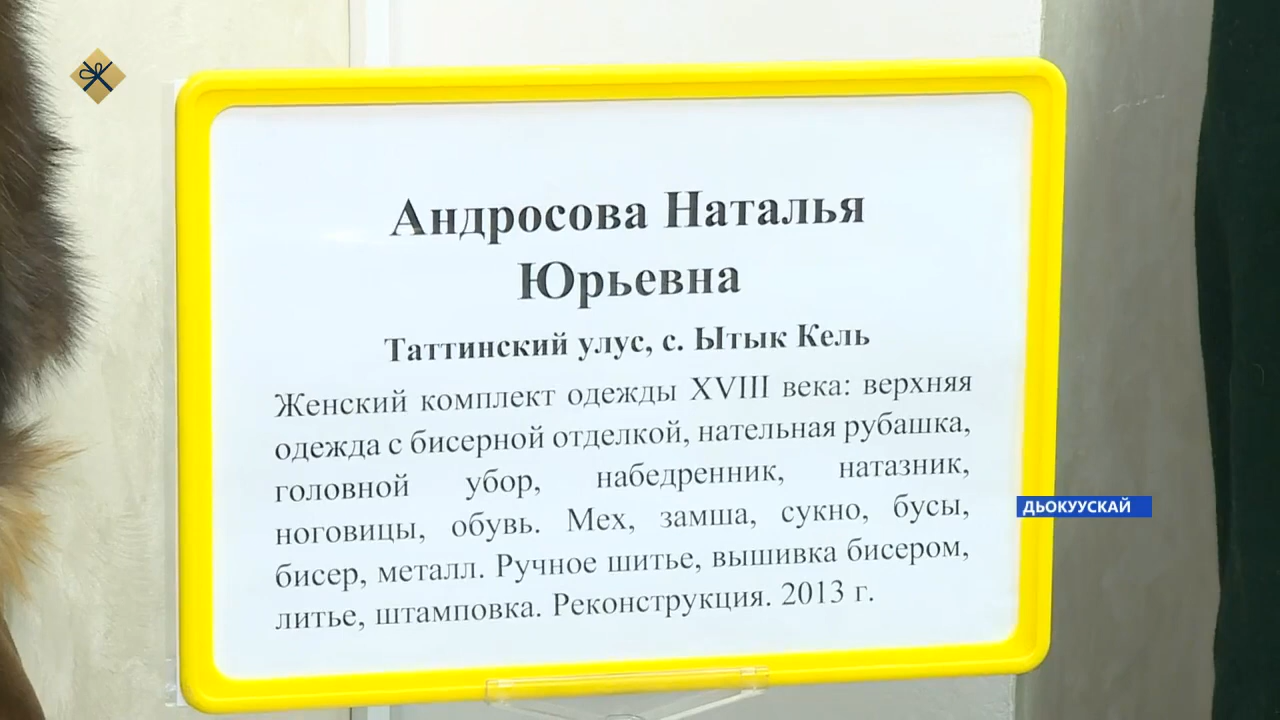 Андросова Наталья
Юрьевна
Таттинский улус, с. Ытык Кель
Женский комплект одежды XVIII века: верхняя
одежда с бисерной отделкой, нательная рубашка,
головной убор, набедренник, натазник,
ноговицы, обувь. Мех, замша, сукно, бусы,
бисер, металл. Ручное шитье, вышивка бисером,
литье, штамповка. Реконструкция. 2013 г.
ДЬОКУУСКАЙ